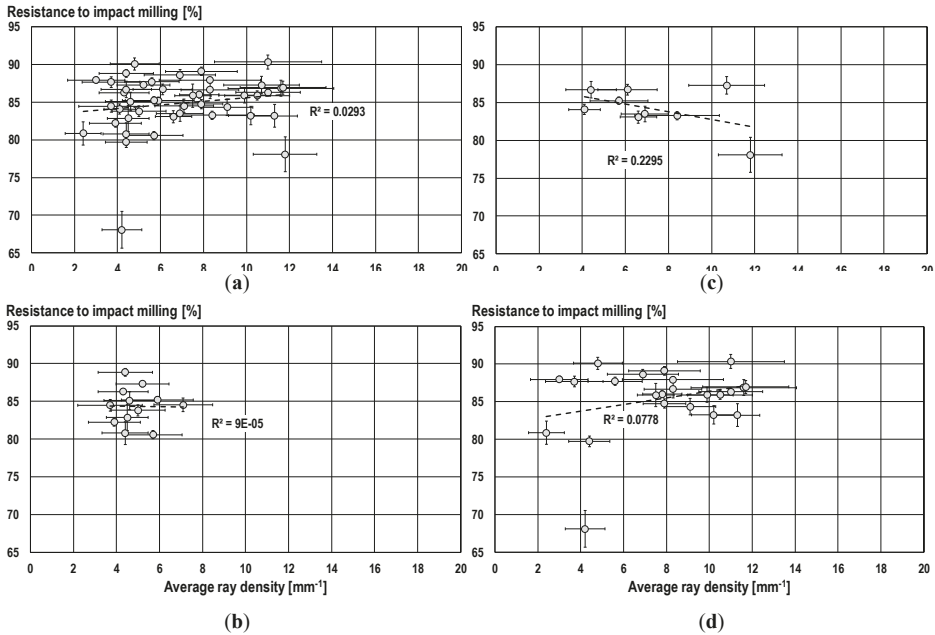 Resistance to impact milling [%]
95
90
85
80
75
70
65
0 2 4 6 8 10 12 14 16 18 20
R² = 0.0293
(a)
95
90
85
80
75
70
65
0 2 4 6 8 10 12 14 16 18 20
R² = 0.2295
(c)
Resistance to impact milling [%]
95
90
85
80
75
70
65
0 2 4 6 8 10 12 14 16 18 20
R² = 9E-05
Average ray density [mm⁻¹]
(b)
Resistance to impact milling [%]
95
90
85
80
75
70
65
0 2 4 6 8 10 12 14 16 18 20
R² = 0.0778
Average ray density [mm⁻¹]
(d)